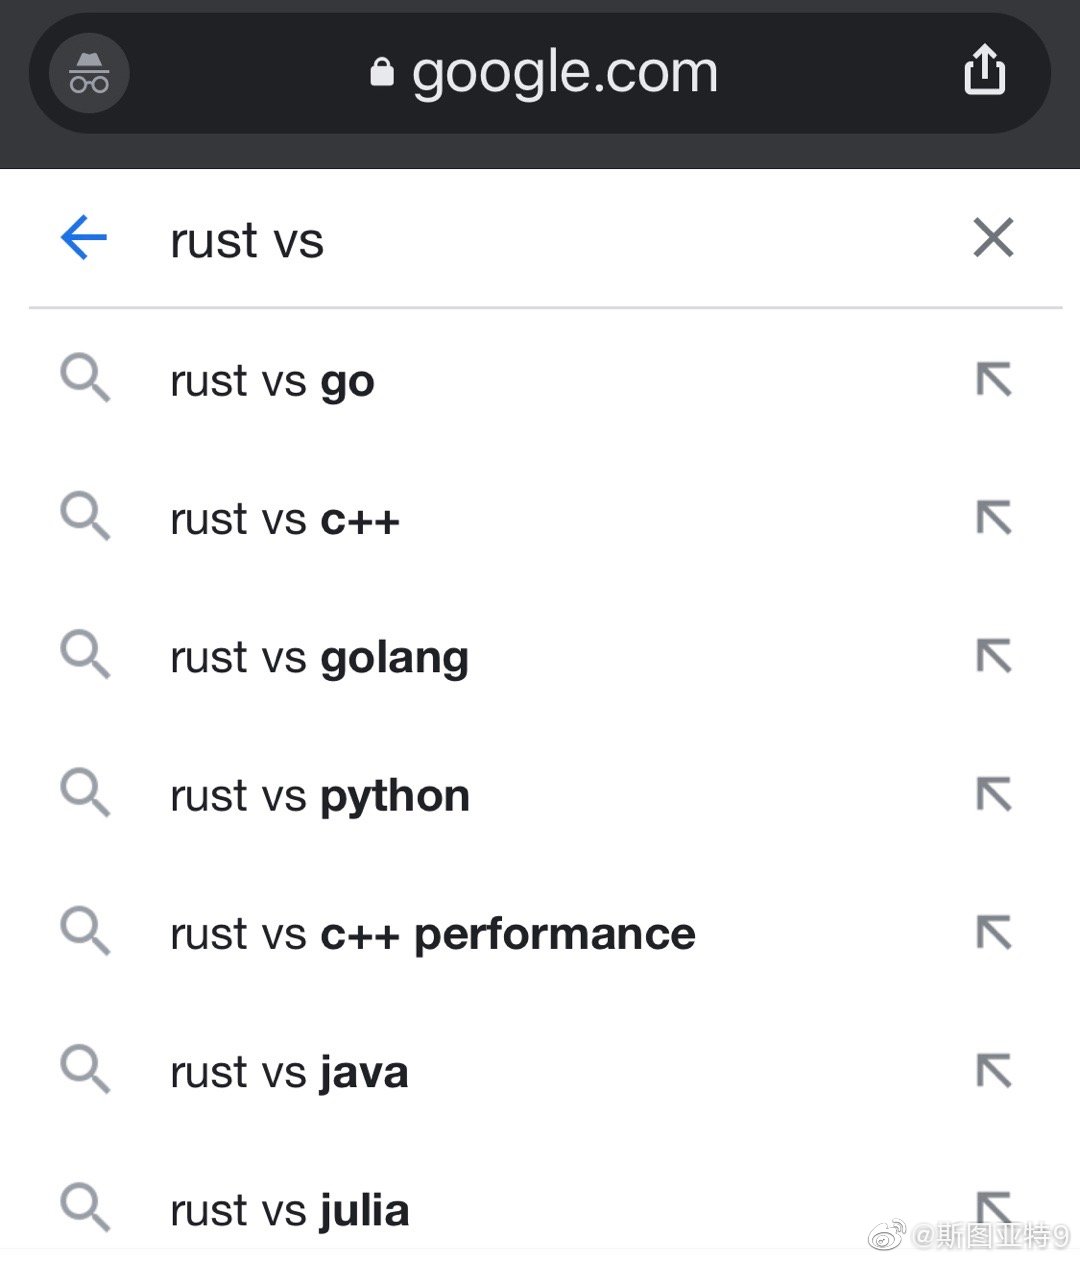 google.com
rust vs
rust vs go
rust vs c++
rust vs golang
rust vs python
rust vs c++ performance
rust vs java
rust vs julia
@斯图亚特9